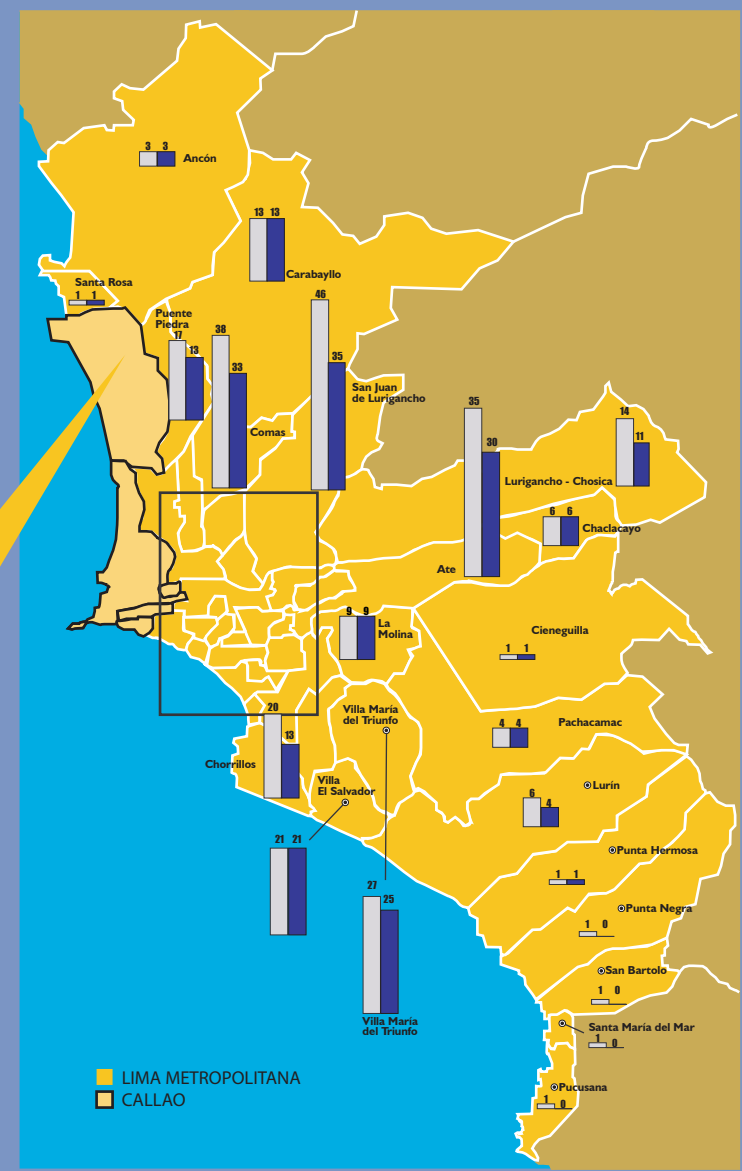 3 3
Ancón
13 13
Carabayllo
Santa Rosa
1 1
Puente
Piedra
17
13
38
33
Comas
46
35
San Juan
de Lurigancho
35
30
Ate
14
11
Lurigancho - Chosica
6 6
Chaclacayo
9 9
La
Molina
Cieneguilla
1 1
Pachacamac
4 4
20
13
Chorrillos
Villa María
del Triunfo
Villa
El Salvador
21 21
27
25
Villa María
del Triunfo
Lurín
6
4
Punta Hermosa
1 1
Punta Negra
1 0
San Bartolo
1 0
Santa María del Mar
1
0
Pucusana
1
0
LIMA METROPOLITANA
CALLAO